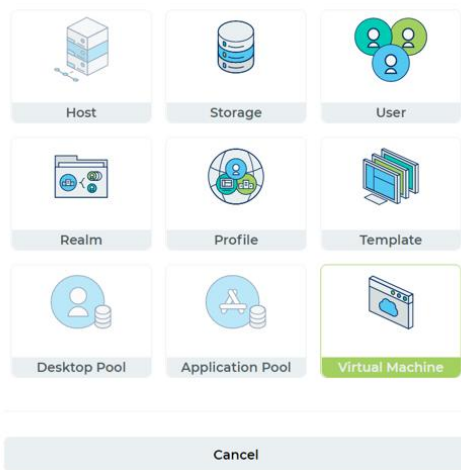 Host
Storage
User
Realm
Profile
Template
Desktop Pool
Application Pool
Virtual Machine
Cancel